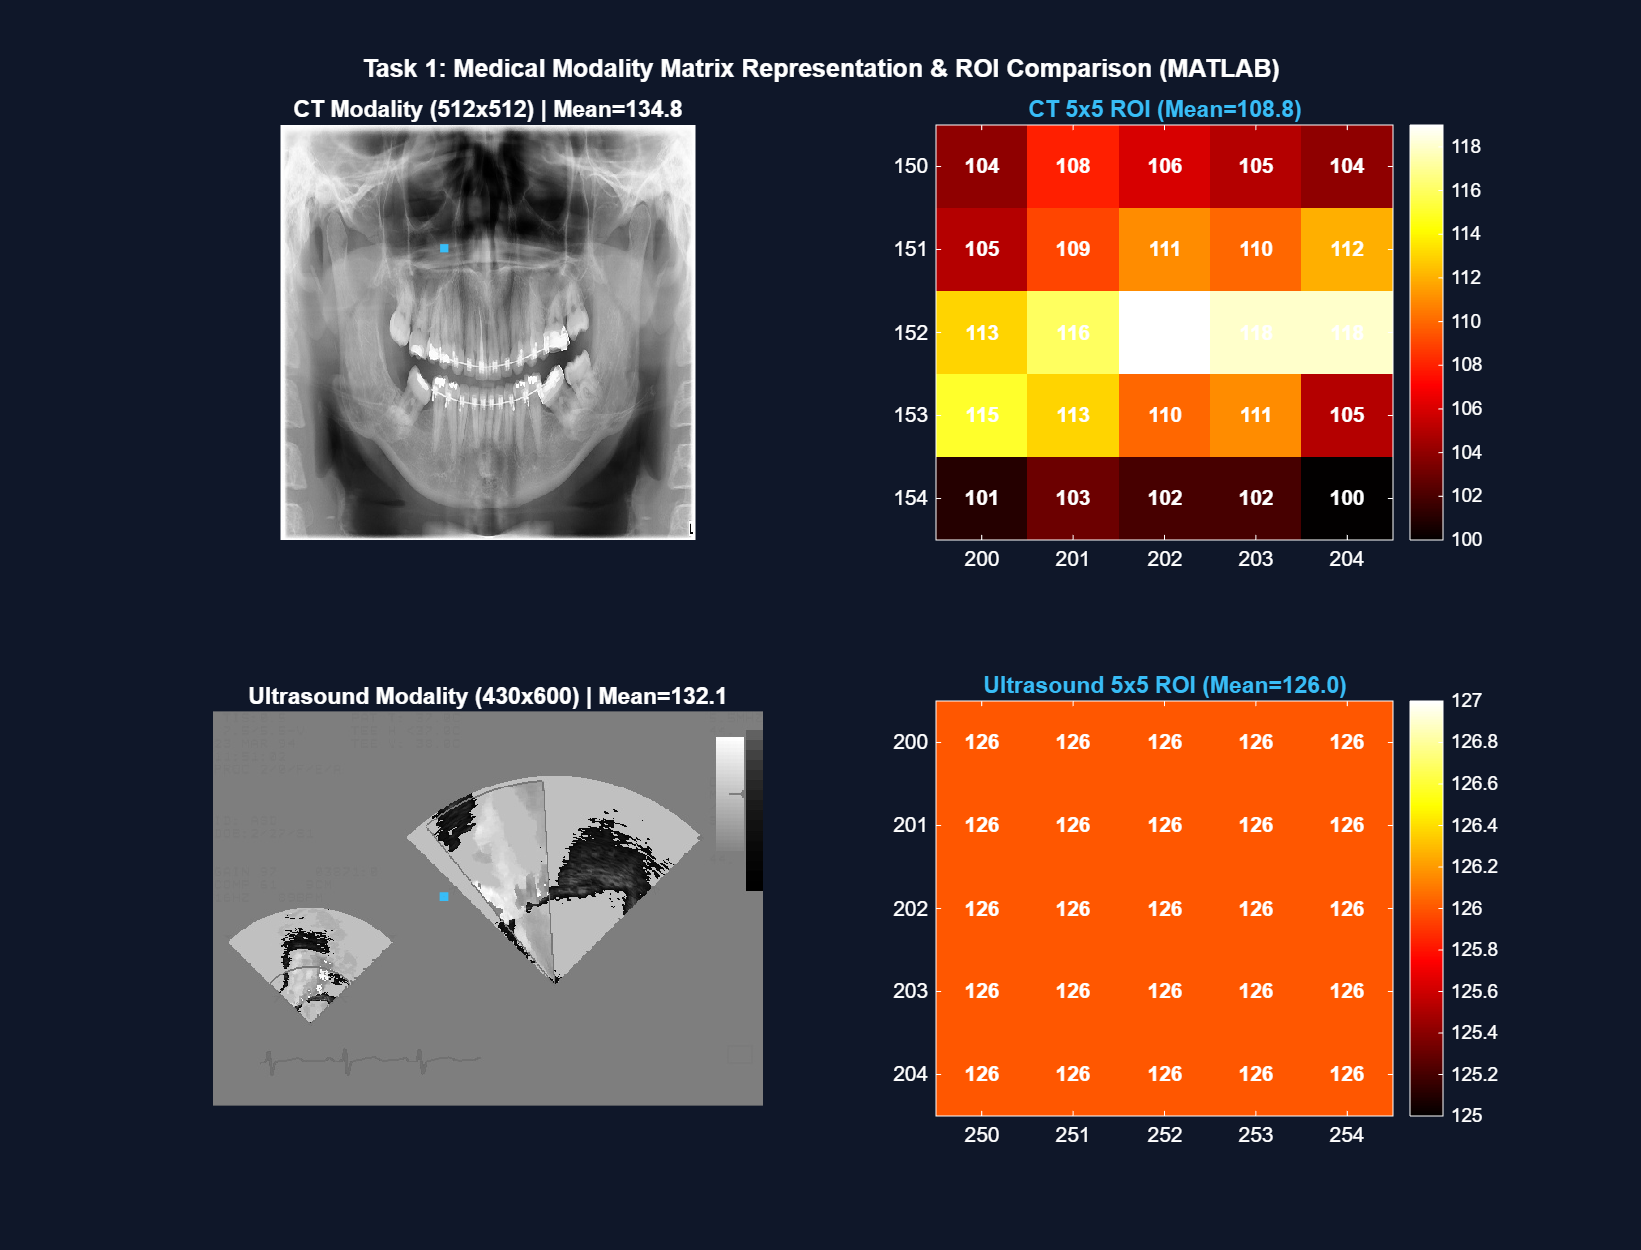 Task 1: Medical Modality Matrix Representation & ROI Comparison (MATLAB)
CT Modality (512x512) | Mean=134.8
L
CT 5x5 ROI (Mean=108.8)
150 104 108 106 105 104
151 105 109 111 110 112
152 113 116 118 118
153 115 113 110 111 105
154 101 103 102 102 100
200 201 202 203 204
118
116
114
112
110
108
106
104
102
100
Ultrasound Modality (430x600) | Mean=132.1
Ultrasound 5x5 ROI (Mean=126.0)
200 126 126 126 126 126
201 126 126 126 126 126
202 126 126 126 126 126
203 126 126 126 126 126
204 126 126 126 126 126
250 251 252 253 254
127
126.8
126.6
126.4
126.2
126
125.8
125.6
125.4
125.2
125